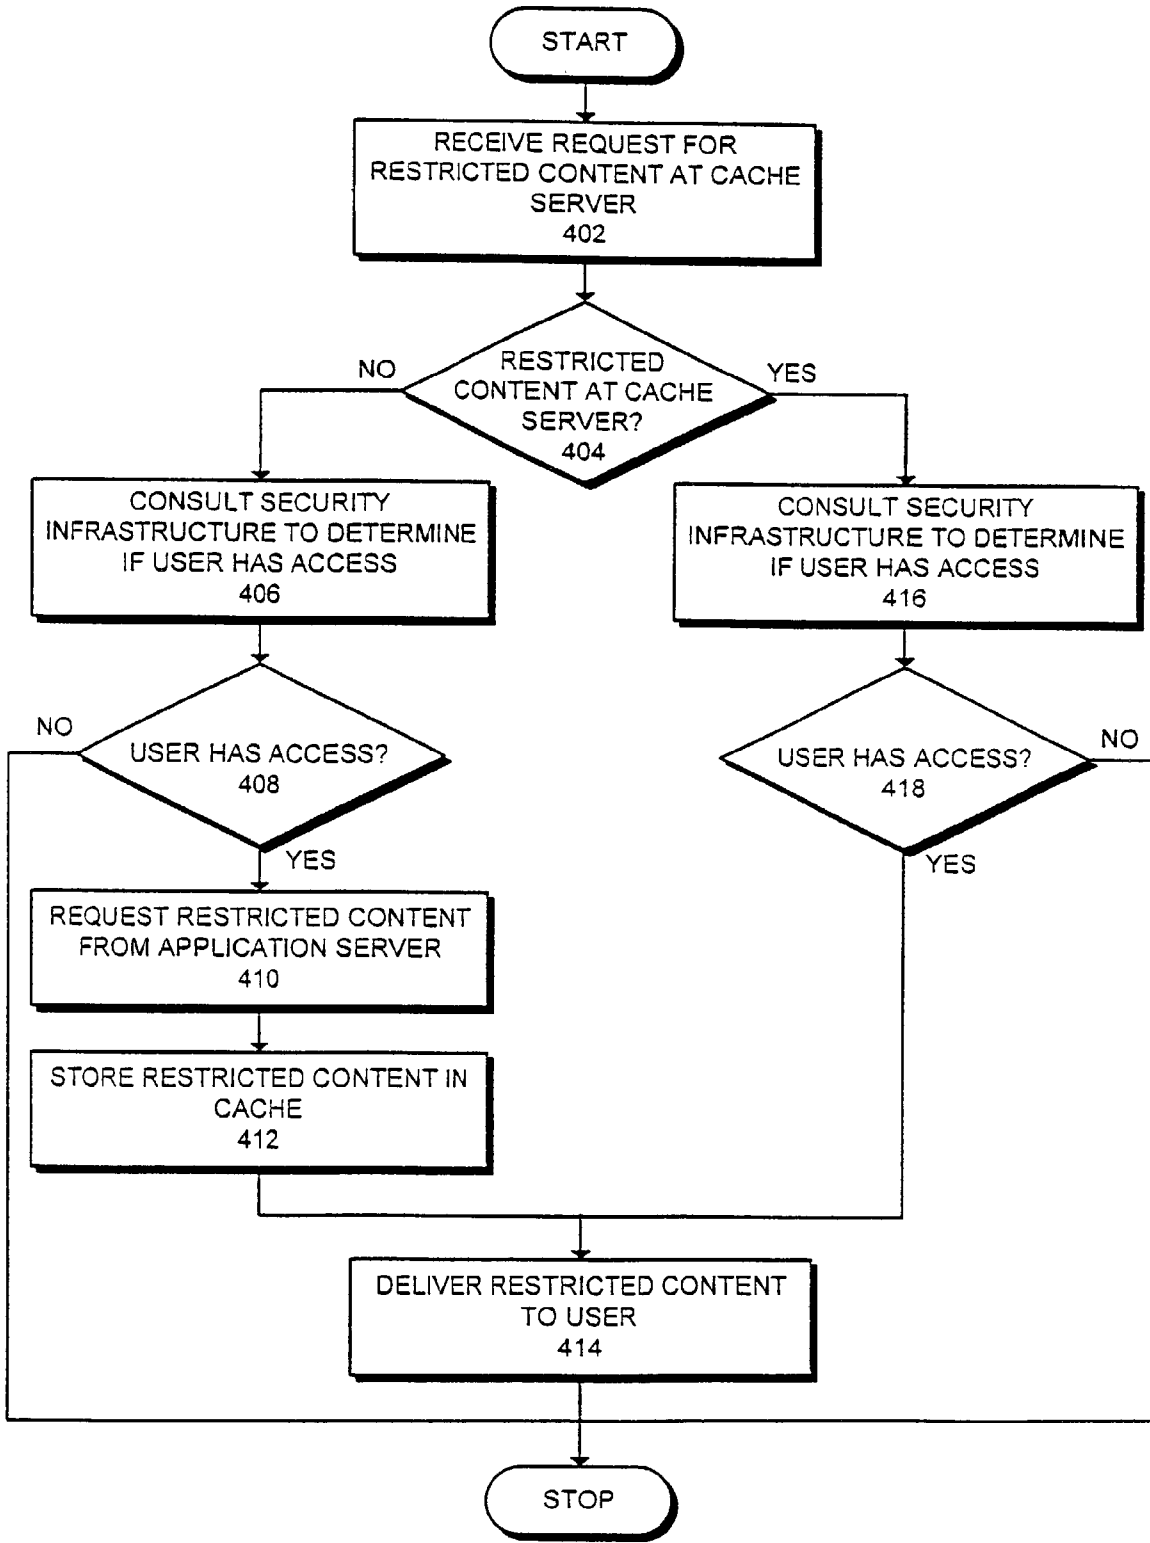 START
RECEIVE REQUEST FOR
RESTRICTED CONTENT AT CACHE
SERVER
402
RESTRICTED
CONTENT AT CACHE
SERVER?
404
NO
YES
CONSULT SECURITY
INFRASTRUCTURE TO DETERMINE
IF USER HAS ACCESS
406
CONSULT SECURITY
INFRASTRUCTURE TO DETERMINE
IF USER HAS ACCESS
416
NO
USER HAS ACCESS?
408
YES
USER HAS ACCESS?
418
NO
YES
REQUEST RESTRICTED CONTENT
FROM APPLICATION SERVER
410
STORE RESTRICTED CONTENT IN
CACHE
412
DELIVER RESTRICTED CONTENT
TO USER
414
STOP